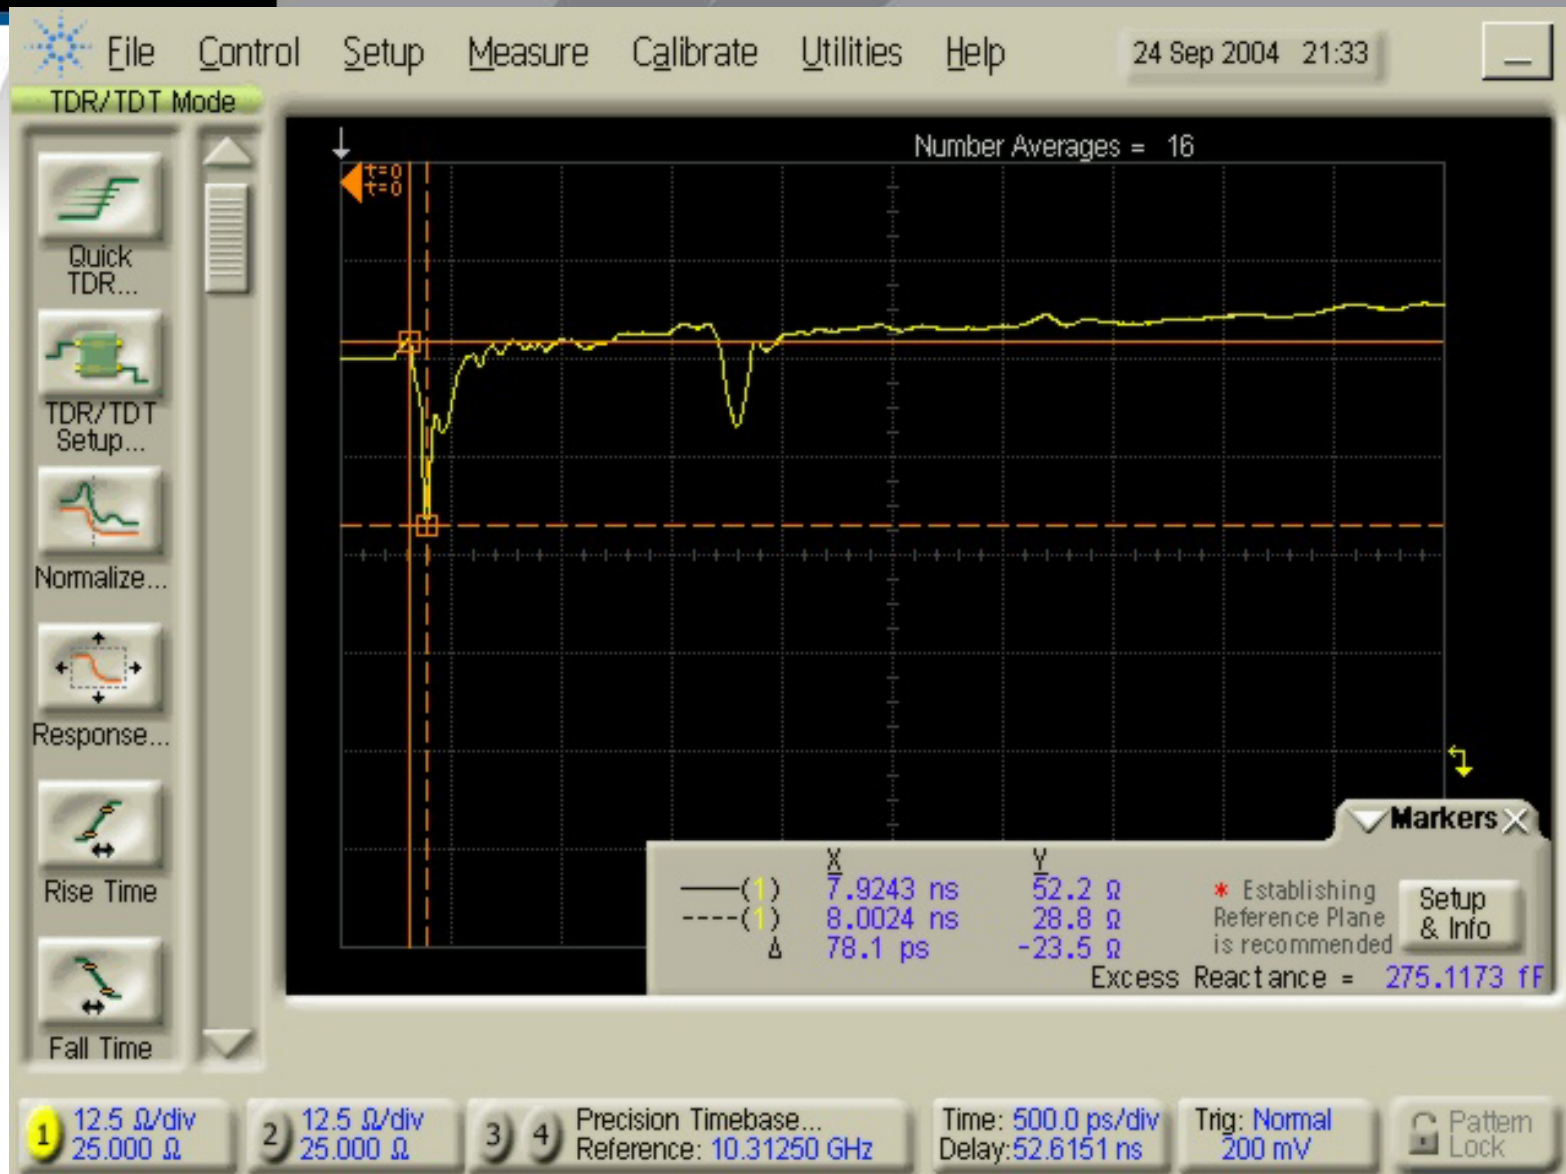 File Control Setup Measure Calibrate Utilities Help 24 Sep 2004 21:33
TDR/TDT Mode
Number Averages = 16
t=0
t=0
Quick
TDR...
TDR/TDT
Setup...
Normalize...
Response...
Rise Time
Fall Time
Markers
X Y
(1) 7.9243 ns 52.2 Ω
(1) 8.0024 ns 28.8 Ω
Δ 78.1 ps -23.5 Ω
* Establishing
Reference Plane
is recommended
Setup
& Info
Excess Reactance = 275.1173 fF
1 12.5 Ω/div
25.000 Ω
2 12.5 Ω/div
25.000 Ω
3 4 Precision Timebase...
Reference: 10.31250 GHz
Time: 500.0 ps/div
Delay:52.6151 ns
Trig: Normal
200 mV
Pattern
Lock